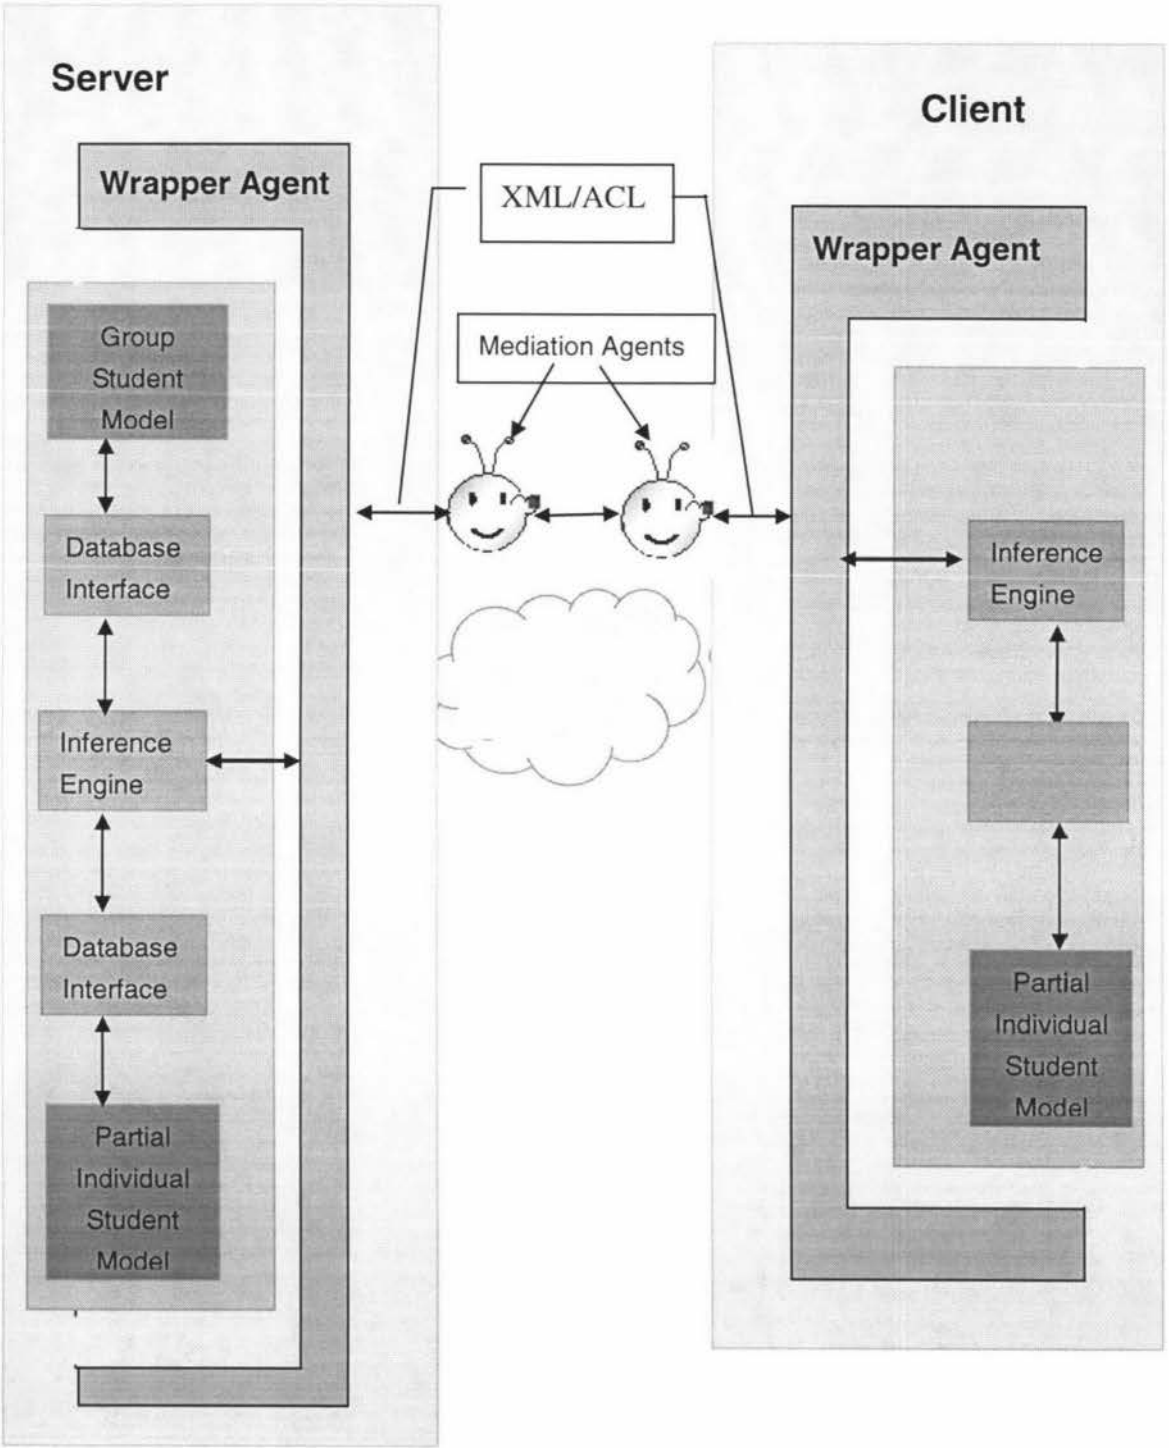 Server
Wrapper Agent
Group
Student
Model
Database
Interface
Inference
Engine
Database
Interface
Partial
Individual
Student
Model
XML/ACL
Mediation Agents
Client
Wrapper Agent
Inference
Engine
Partial
Individual
Student
Model